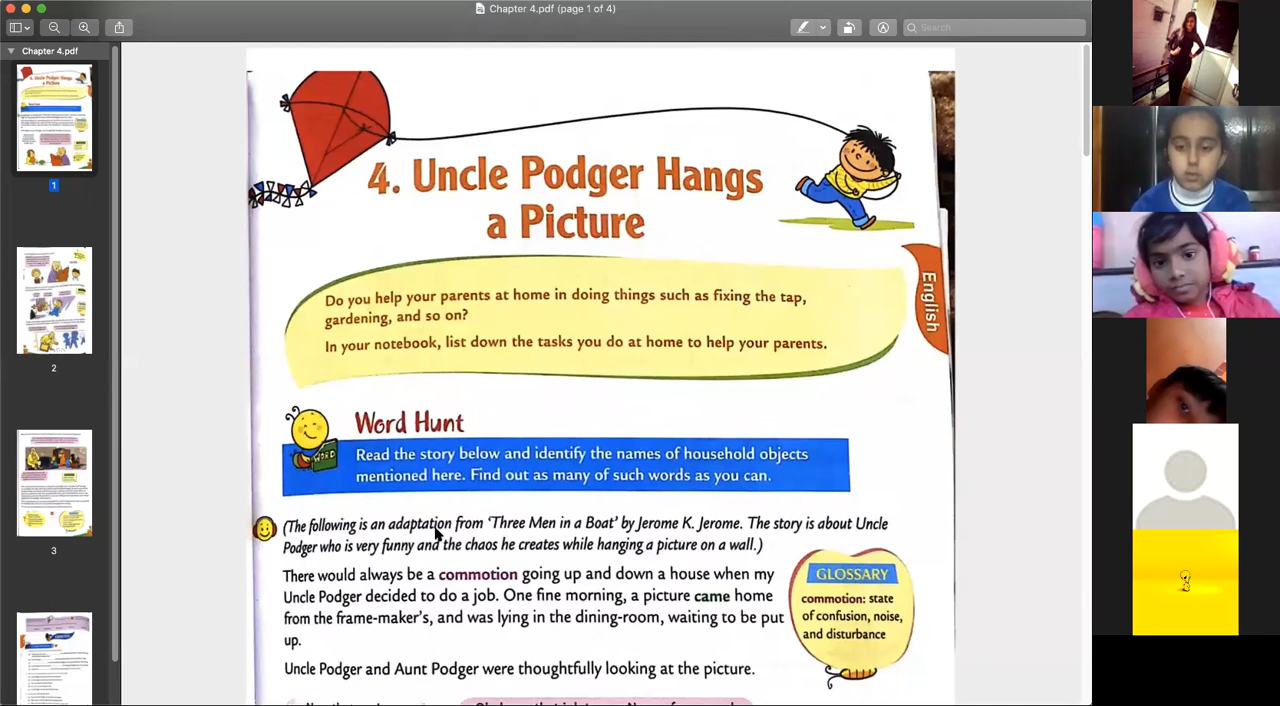 Chapter 4.pdf (page 1 of 4)
Search
Chapter 4.pdf
1
2
3
4. Uncle Podger Hangs
a Picture
Do you help your parents at home in doing things such as fixing the tap,
gardening, and so on?
In your notebook, list down the tasks you do at home to help your parents.
English
Word Hunt
WORD
Read the story below and identify the names of household objects
mentioned here. out as many of such words as you can.
(The following is an adaptation from 'Three Men in a Boat' by Jerome K. Jerome. The story is about Uncle
Podger who is very funny and the chaos he creates while hanging a picture on a wall.)
There would always be a commotion going up and down a house when my
Uncle Podger decided to do a job. One fine morning, a picture came home
from the frame-maker's, and was lying in the dining-room, waiting to be put
up.
Uncle Podger and Aunt Podger were thoughtfully looking at the picture.
GLOSSARY
commotion: state
of confusion, noise,
and disturbance